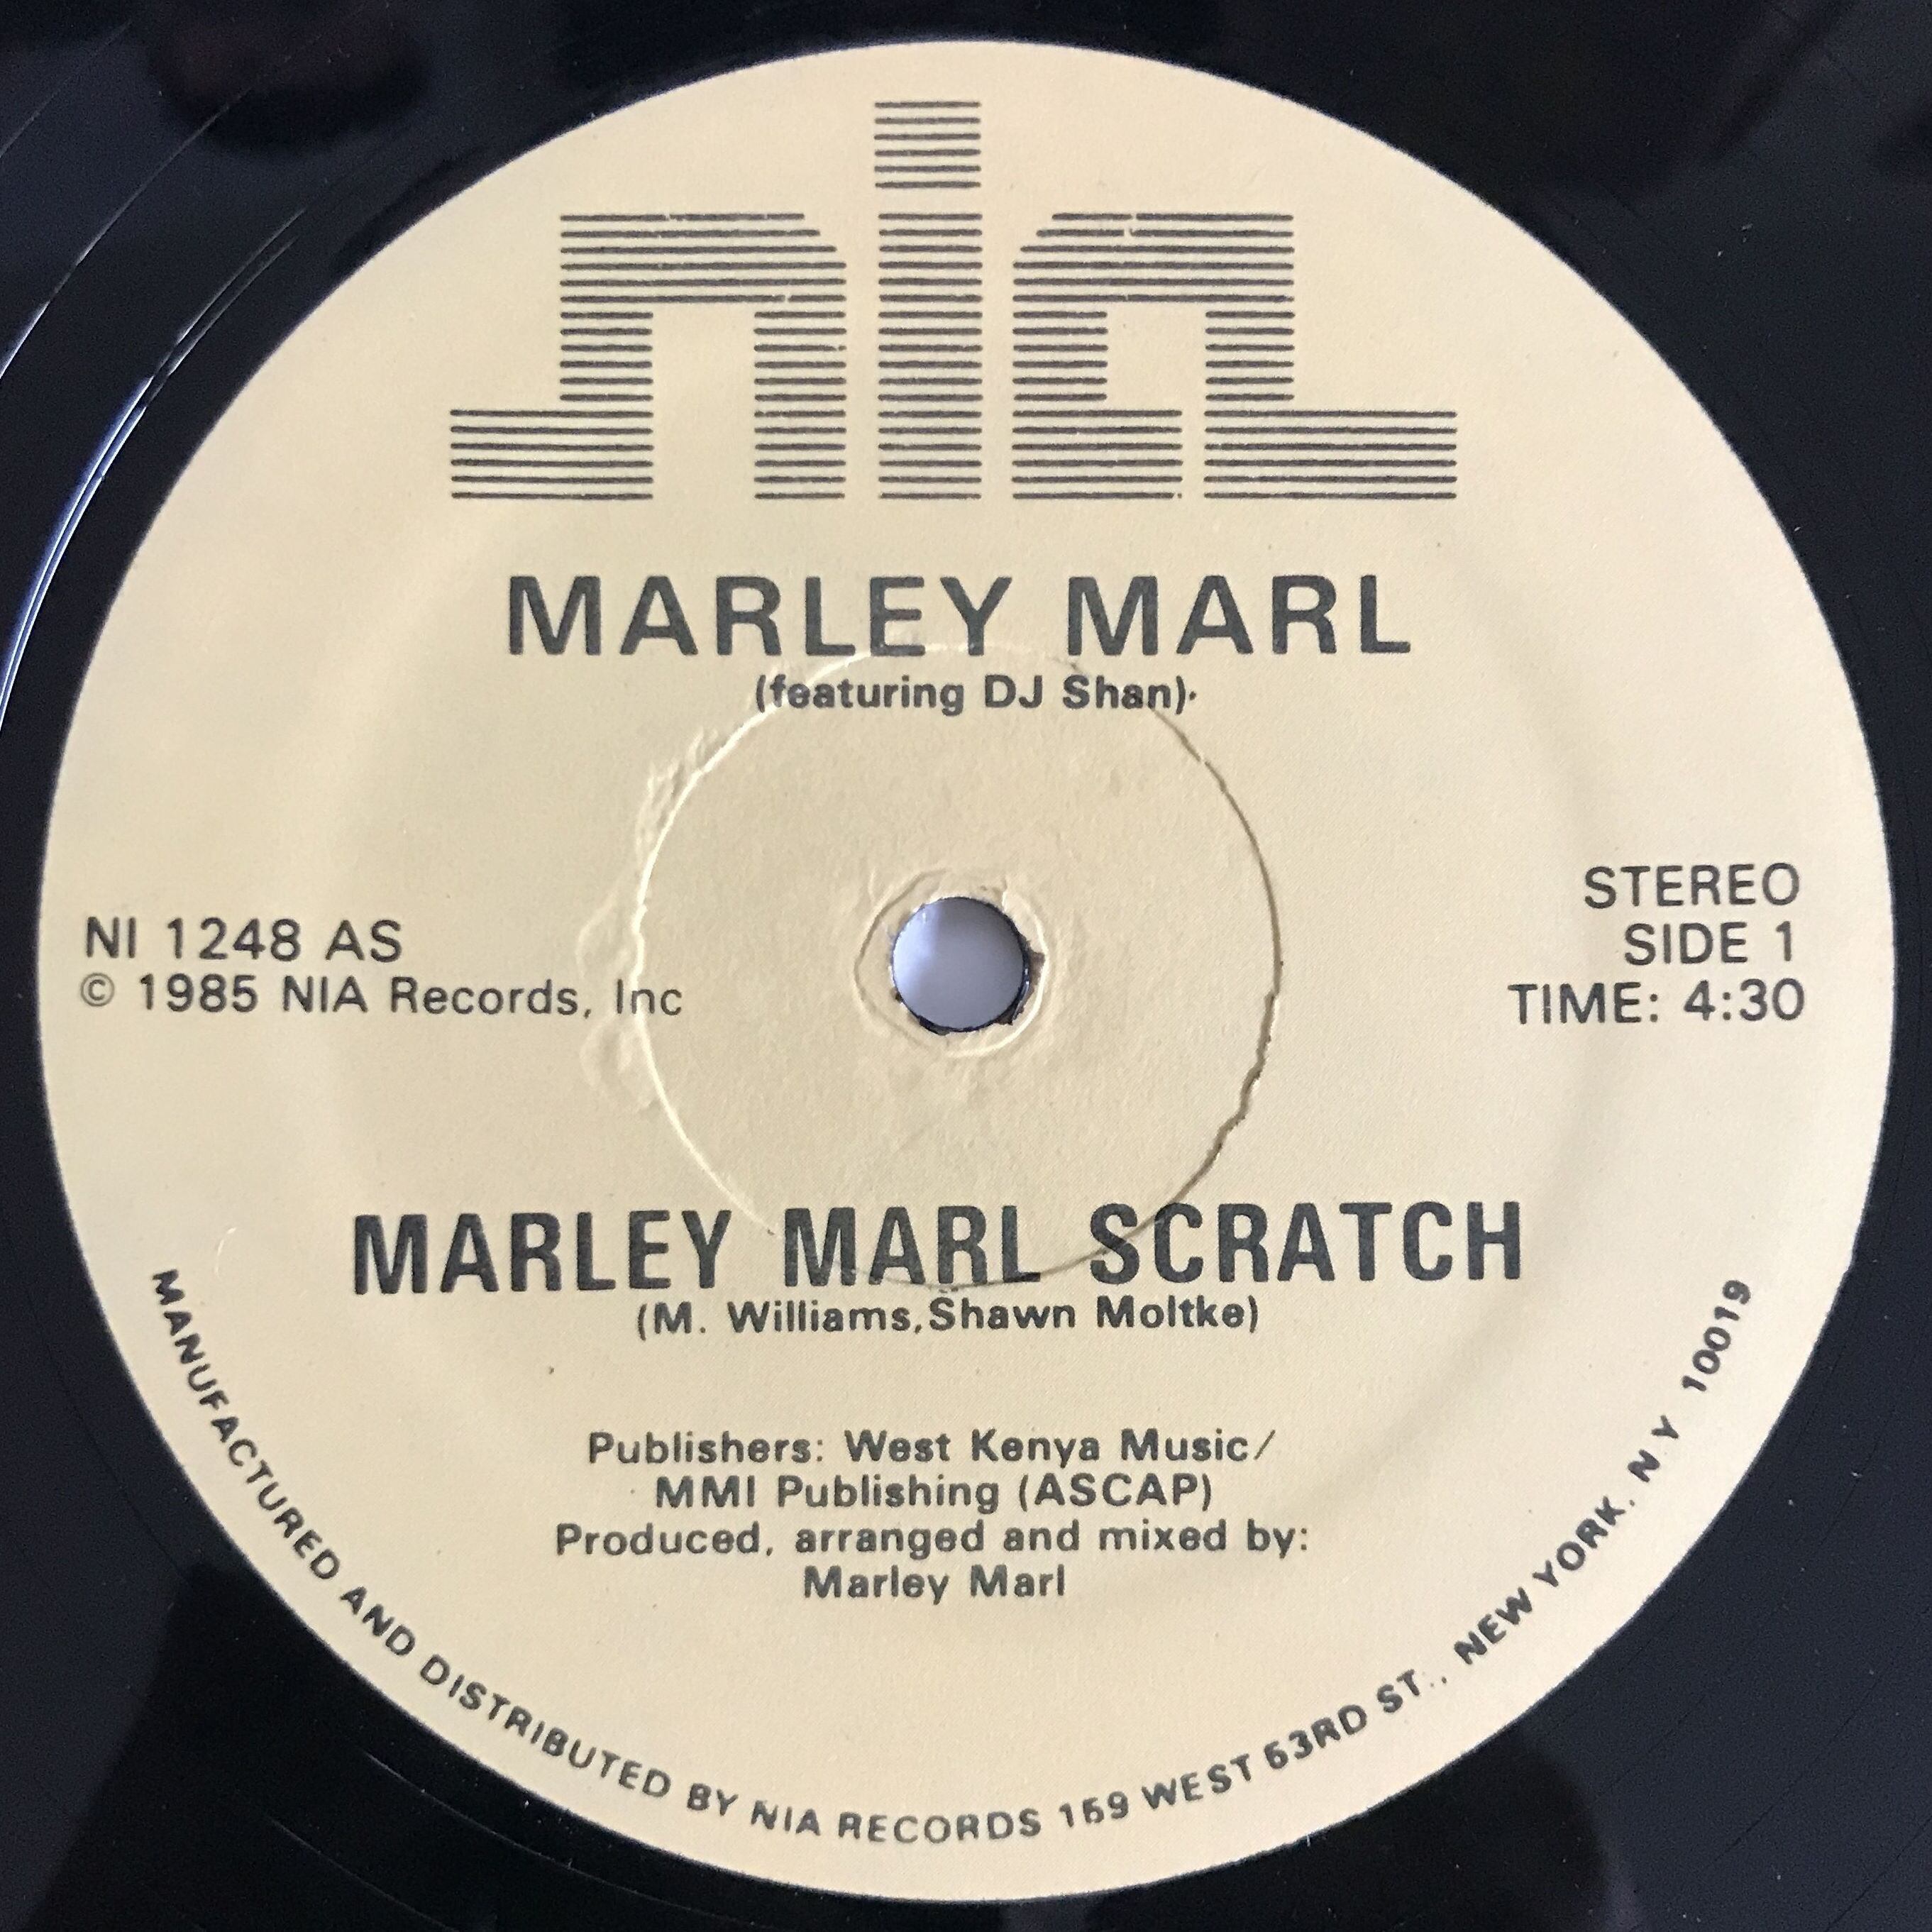 nia
MARLEY MARL
(featuring DJ Shan)
NI 1248 AS
© 1985 NIA Records, Inc
STEREO
SIDE 1
TIME: 4:30
MARLEY MARL SCRATCH
(M. Williams, Shawn Moltke)
Publishers: West Kenya Music/
MMI Publishing (ASCAP)
Produced, arranged and mixed by:
Marley Marl
MANUFACTURED AND DISTRIBUTED BY NIA RECORDS 159 WEST 53RD ST., NEW YORK. N Y 10019